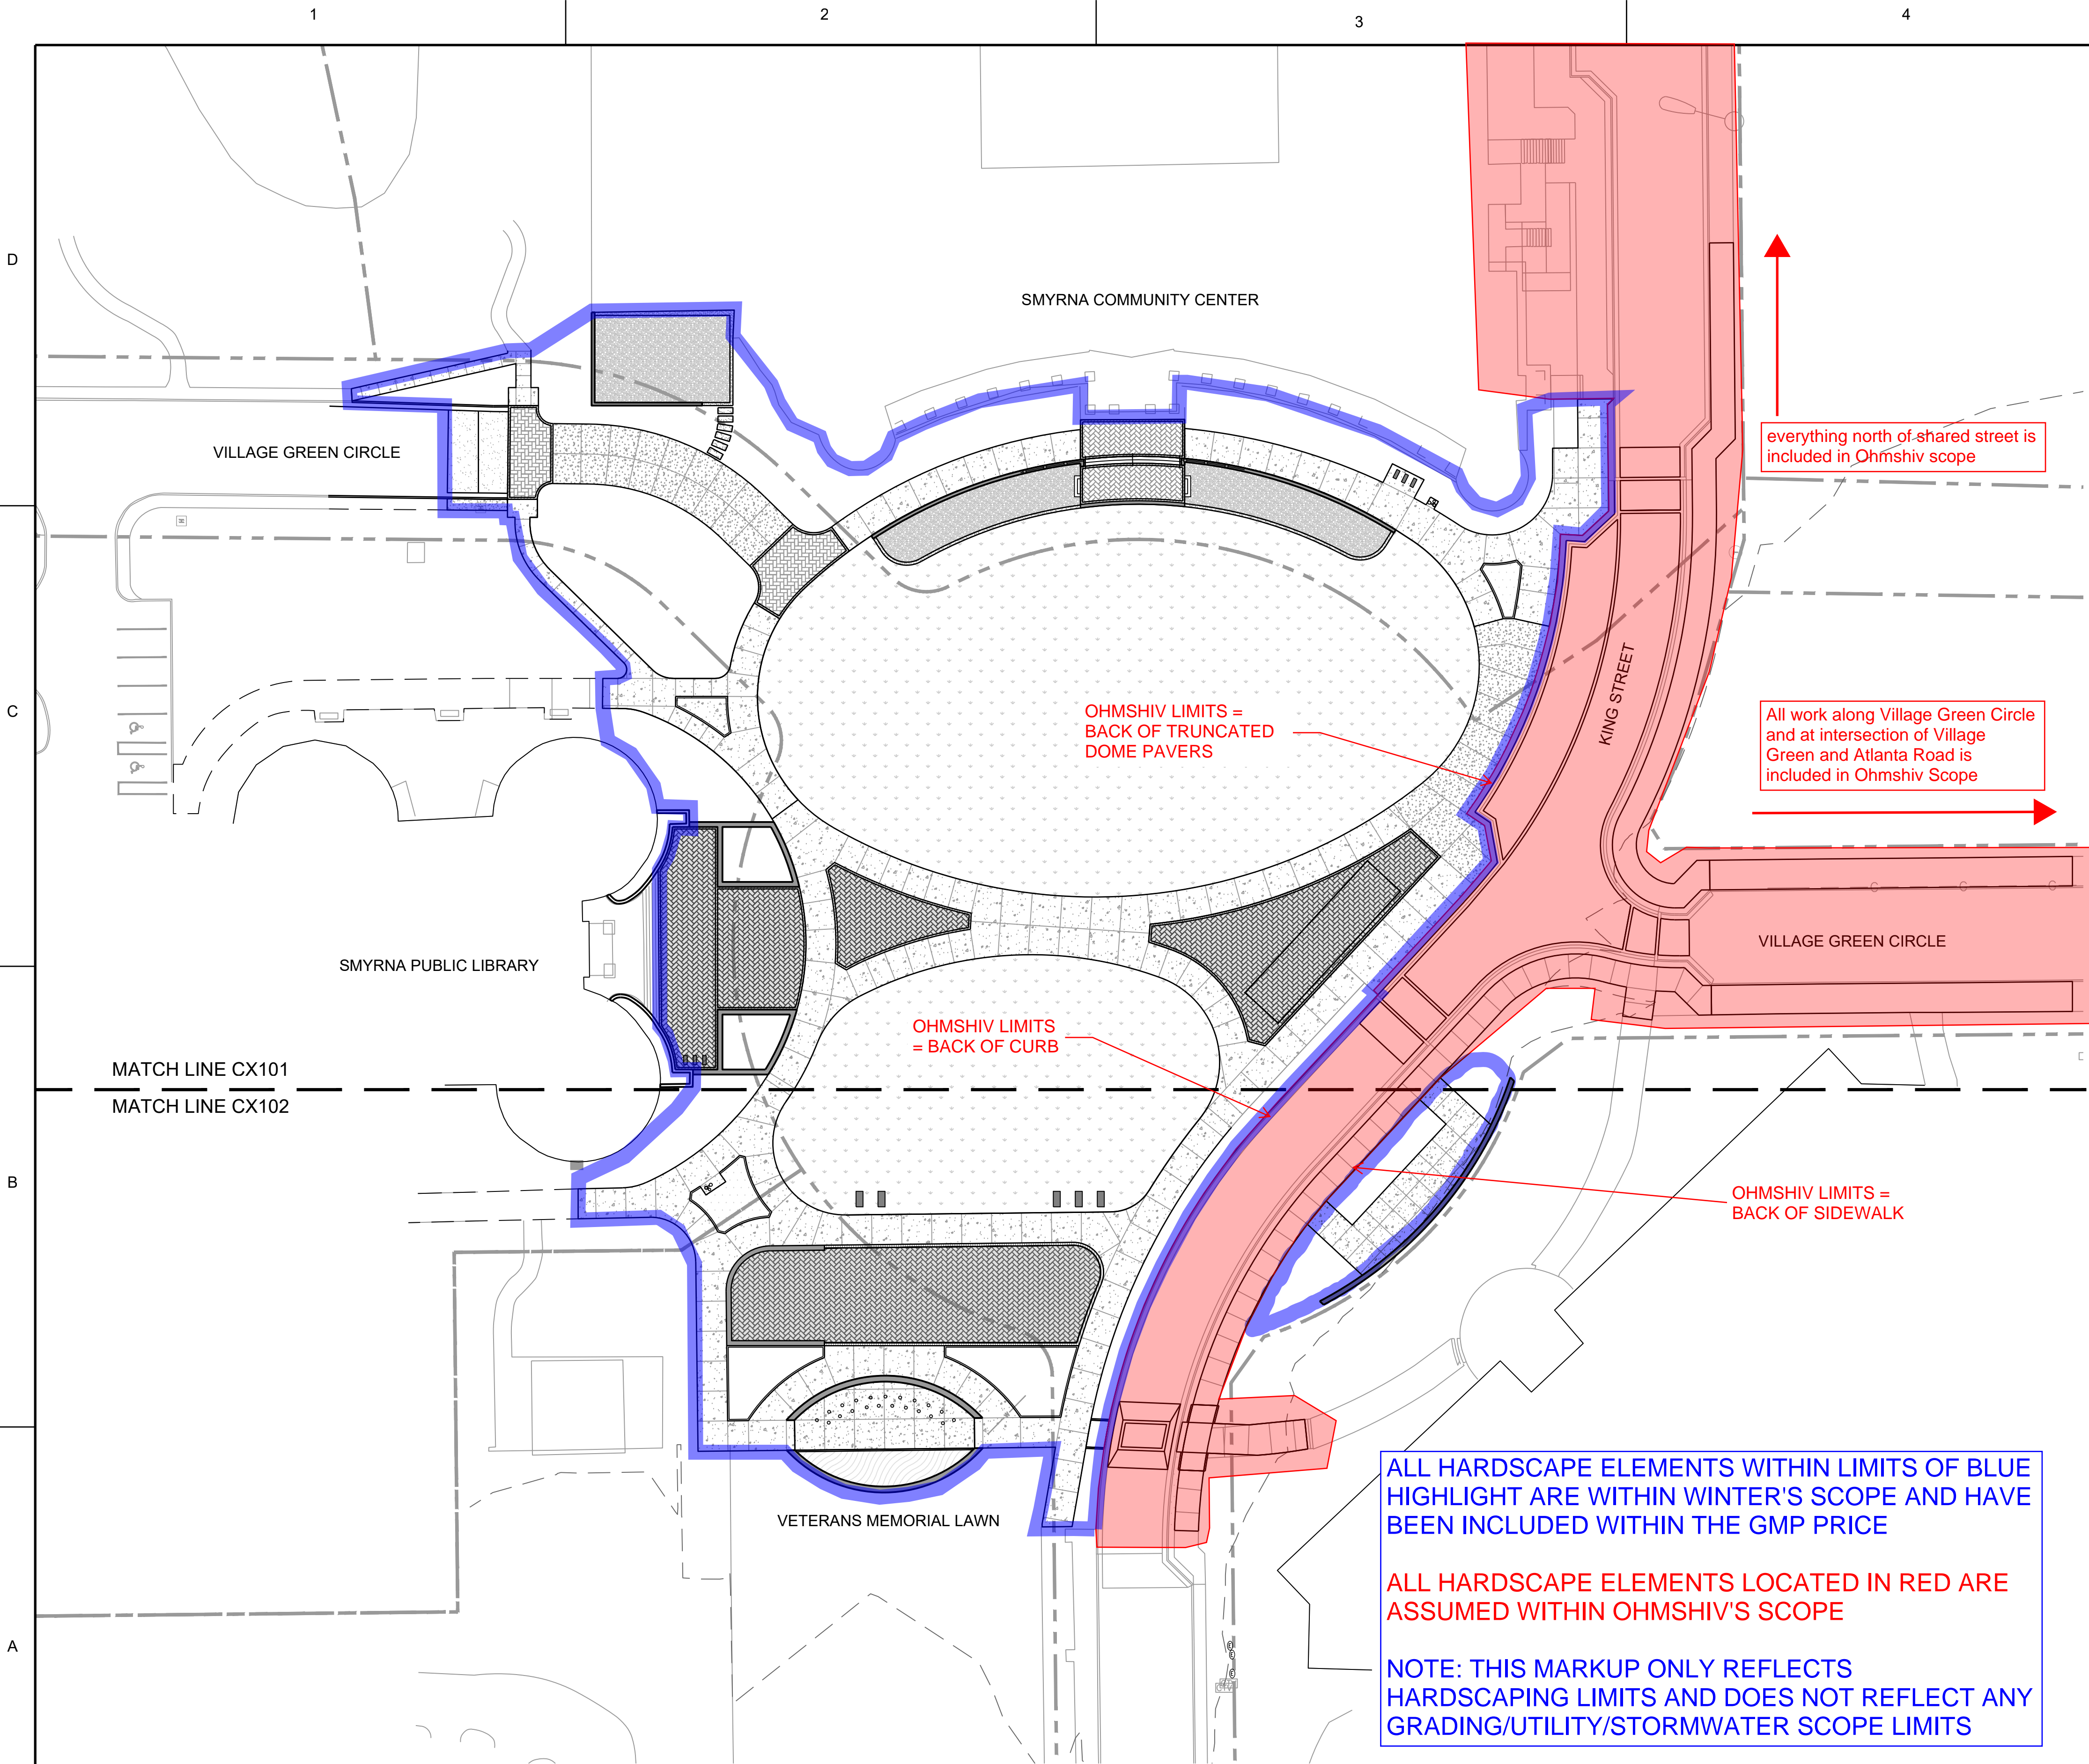 1
2
3
4
D
SMYRNA COMMUNITY CENTER
everything north of shared street is
included in Ohmshiv scope
VILLAGE GREEN CIRCLE
C
OHMSHIV LIMITS =
BACK OF TRUNCATED
DOME PAVERS
KING STREET
All work along Village Green Circle
and at intersection of Village
Green and Atlanta Road is
included in Ohmshiv Scope
VILLAGE GREEN CIRCLE
SMYRNA PUBLIC LIBRARY
OHMSHIV LIMITS
= BACK OF CURB
MATCH LINE CX101
MATCH LINE CX102
B
OHMSHIV LIMITS =
BACK OF SIDEWALK
VETERANS MEMORIAL LAWN
A
ALL HARDSCAPE ELEMENTS WITHIN LIMITS OF BLUE
HIGHLIGHT ARE WITHIN WINTER'S SCOPE AND HAVE
BEEN INCLUDED WITHIN THE GMP PRICE
ALL HARDSCAPE ELEMENTS LOCATED IN RED ARE
ASSUMED WITHIN OHMSHIV'S SCOPE
NOTE: THIS MARKUP ONLY REFLECTS
HARDSCAPING LIMITS AND DOES NOT REFLECT ANY
GRADING/UTILITY/STORMWATER SCOPE LIMITS